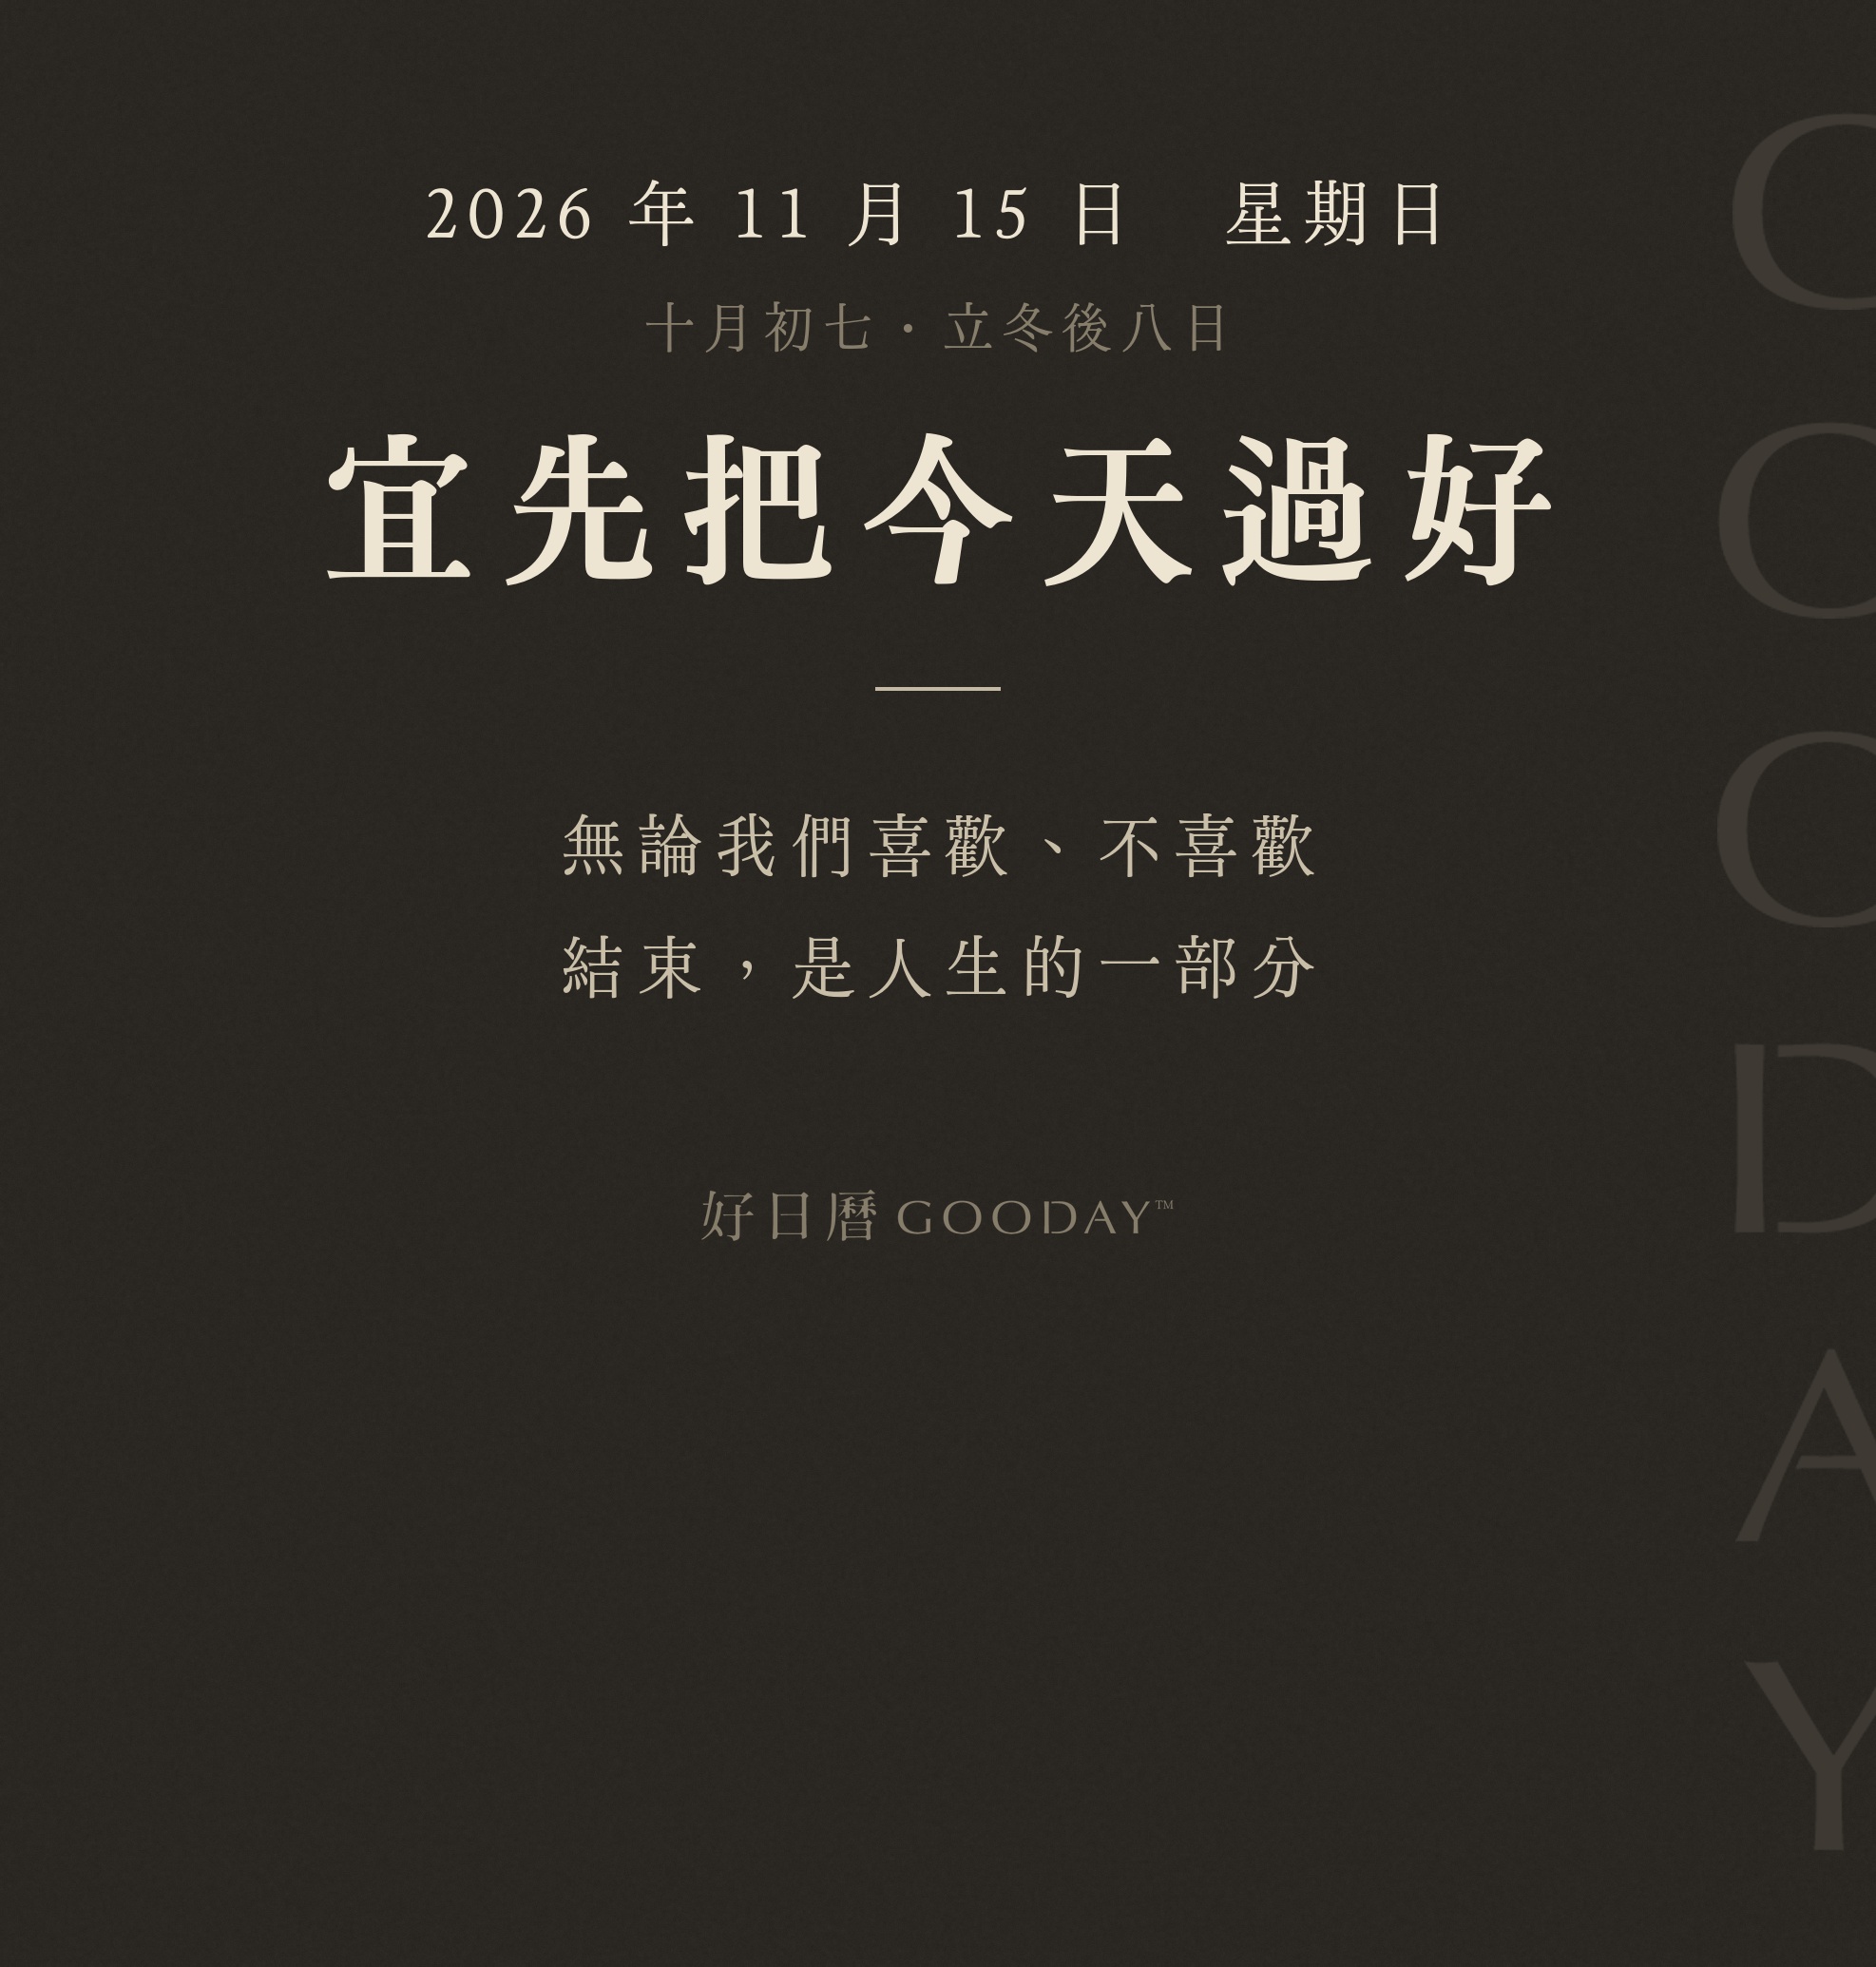 2026 年 11 月 15 日　星期日
十月初七・立冬後八日
宜先把今天過好
無論我們喜歡、不喜歡
結束，是人生的一部分
好日曆 GOODAY™
GOODAY